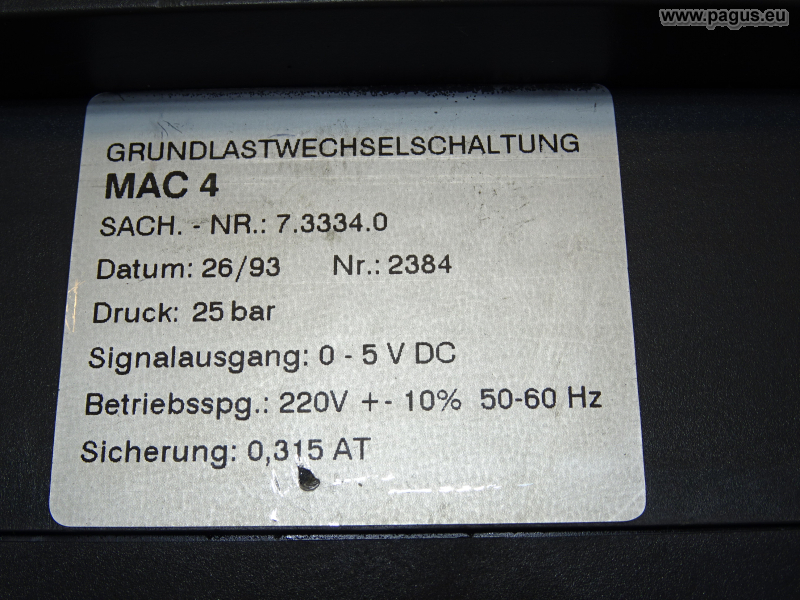 www.pagus.eu
GRUNDLASTWECHSELSCHALTUNG
MAC 4
SACH. - NR.: 7.3334.0
Datum: 26/93 Nr.: 2384
Druck: 25 bar
Signalausgang: 0 - 5 V DC
Betriebsspg.: 220V +- 10% 50-60 Hz
Sicherung: 0,315 AT